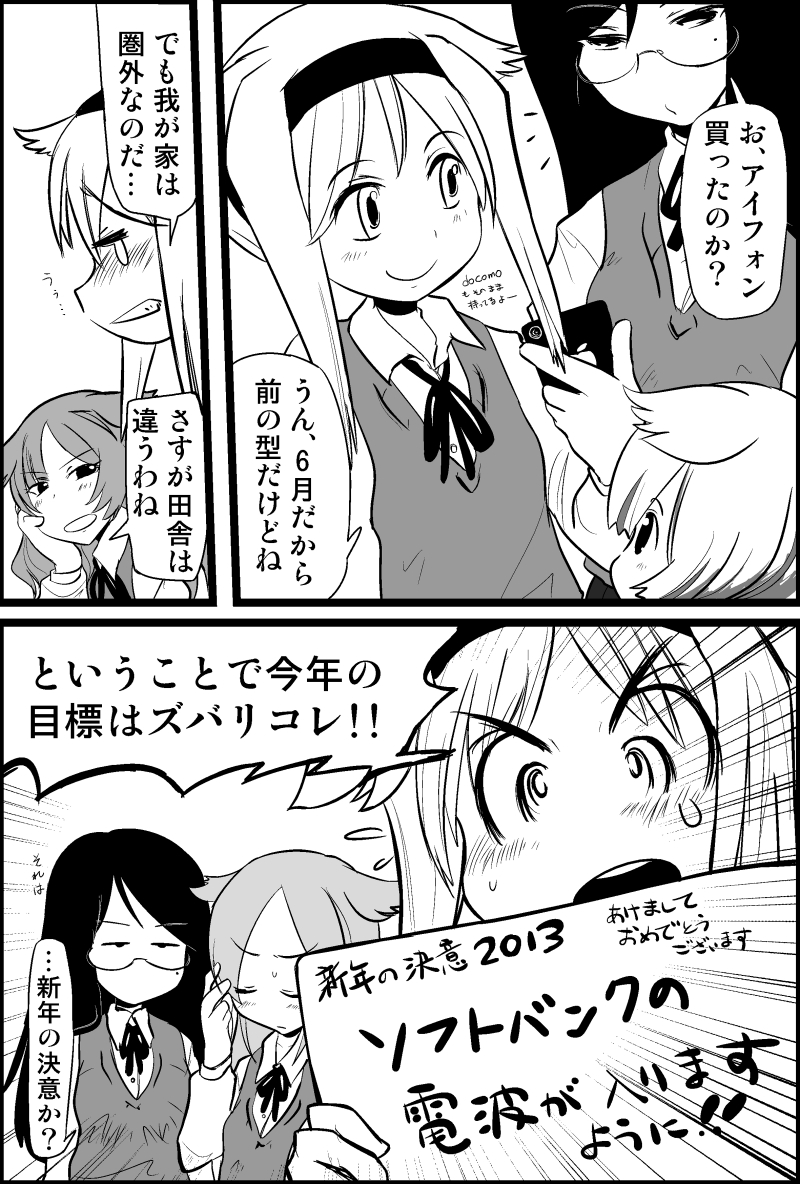 お、アイフォン
買ったのか？
docomo
もそのまま
持ってるよー
うん、6月だから
前の型だけどね
でも我が家は
圏外なのだ…
うぅ…
さすが田舎は
違うわね
ということで今年の
目標はズバリコレ!!
あけまして
おめでとう
ございます
新年の決意2013
ソフトバンクの
電波が入ります
ように!!
それは
…新年の決意か？